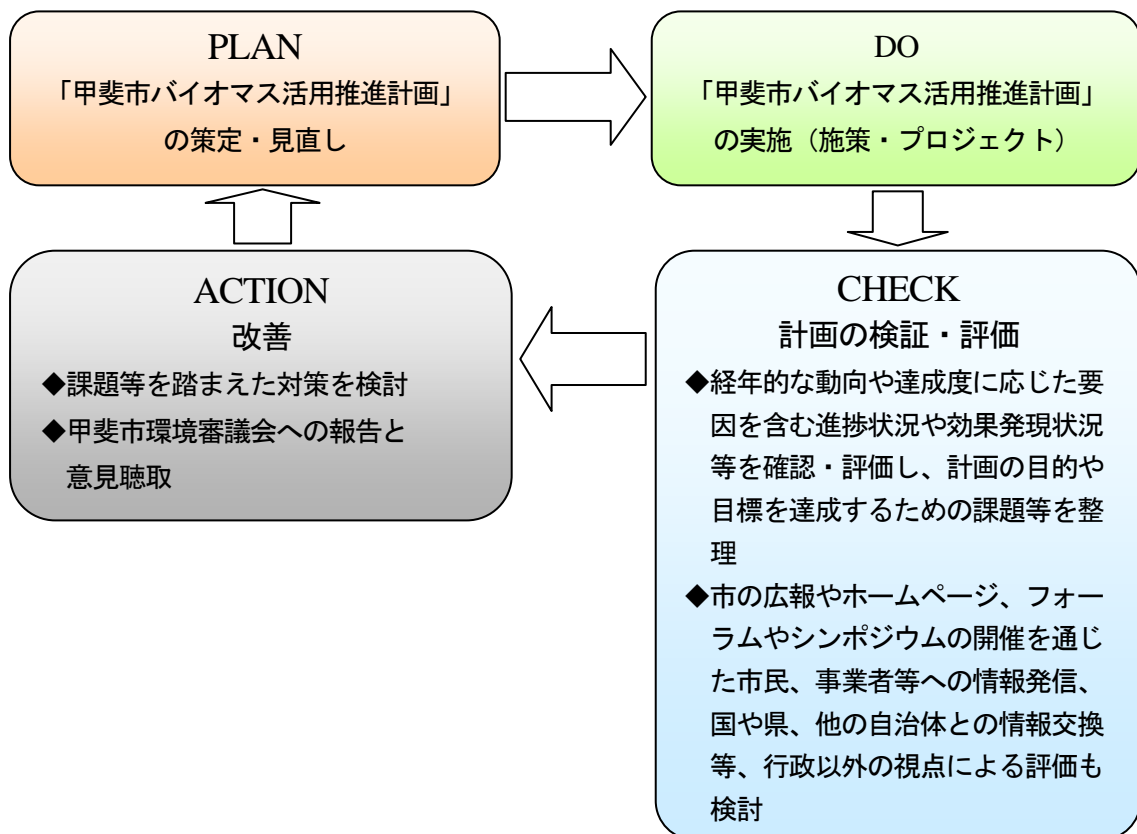 PLAN
「甲斐市バイオマス活用推進計画」
の策定・見直し
DO
「甲斐市バイオマス活用推進計画」
の実施（施策・プロジェクト）
CHECK
計画の検証・評価
◆経年的な動向や達成度に応じた要
因を含む進捗状況や効果発現状況
等を確認・評価し、計画の目的や
目標を達成するための課題等を整
理
◆市の広報やホームページ、フォー
ラムやシンポジウムの開催を通じ
た市民、事業者等への情報発信、
国や県、他の自治体との情報交換
等、行政以外の視点による評価も
検討
ACTION
改善
◆課題等を踏まえた対策を検討
◆甲斐市環境審議会への報告と
意見聴取